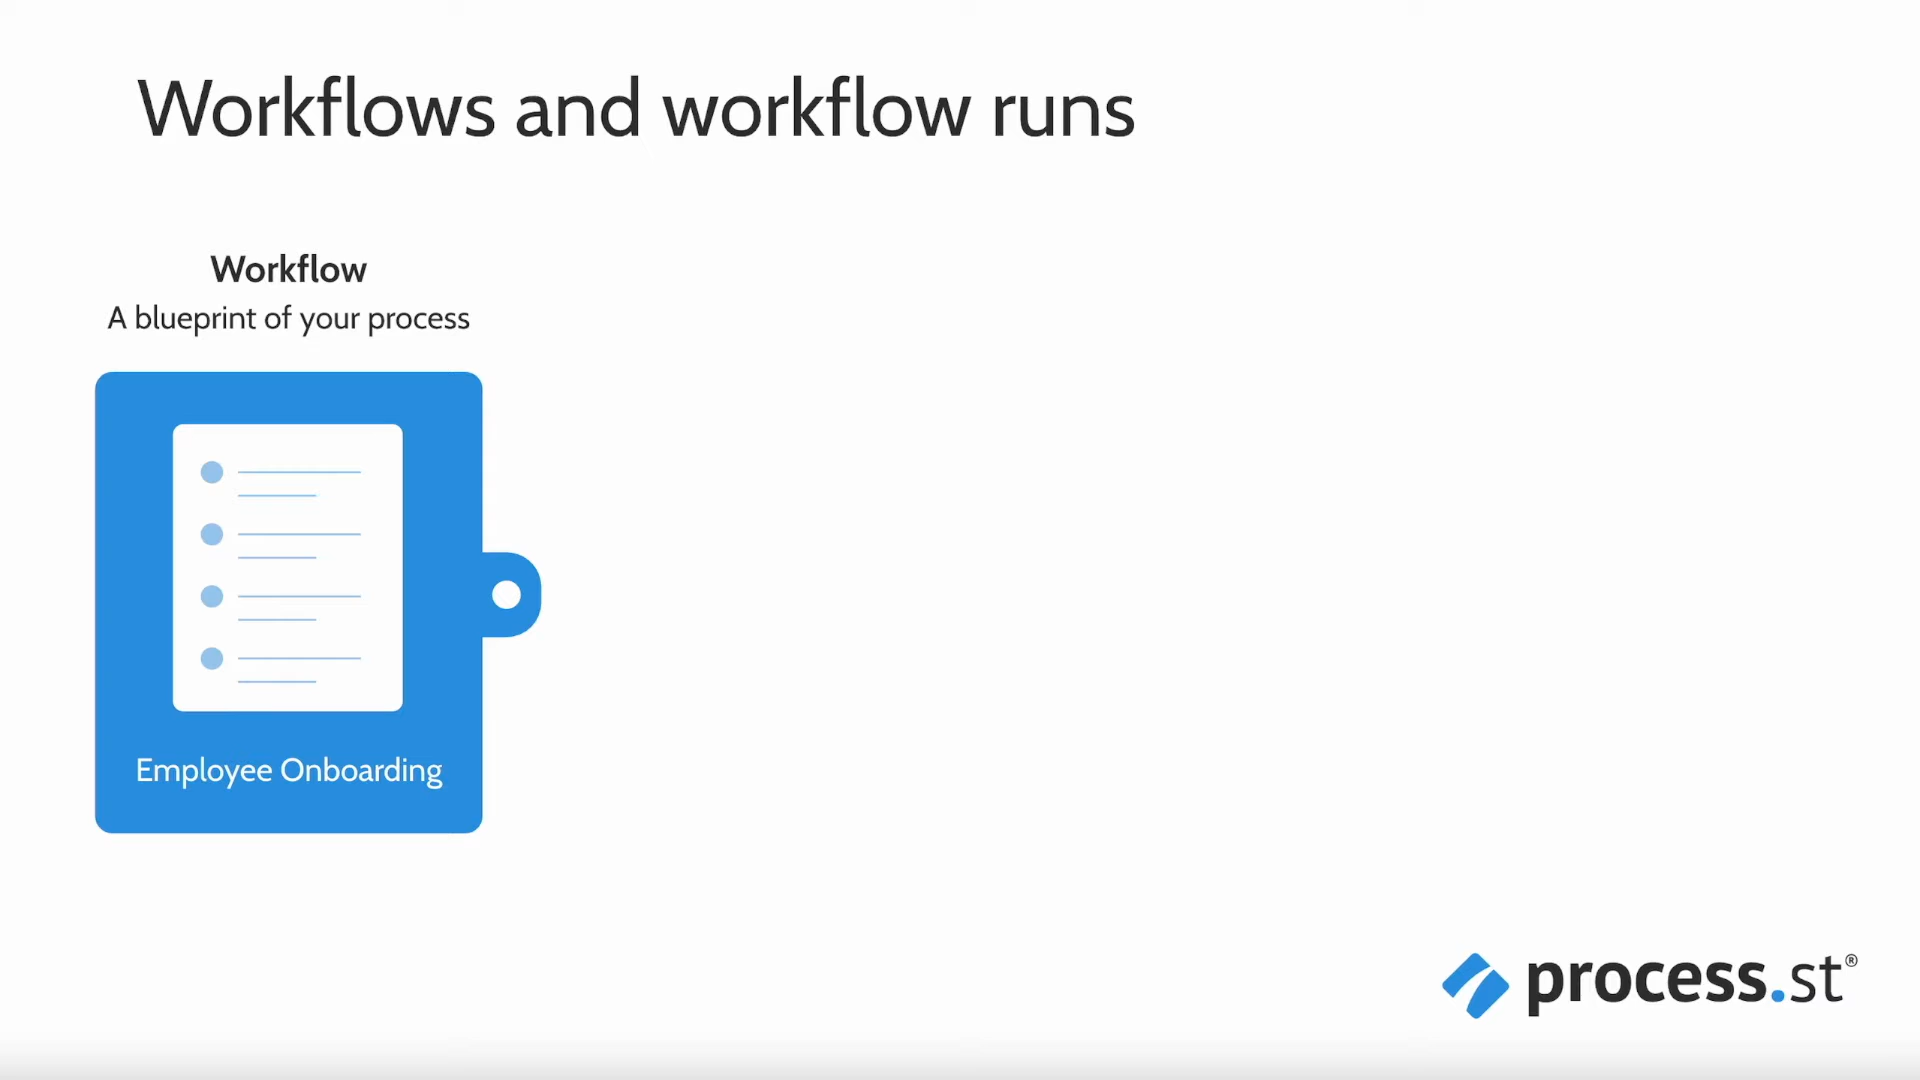 Workflows and workflow runs
Workflow
A blueprint of your process
Employee Onboarding
process.st®